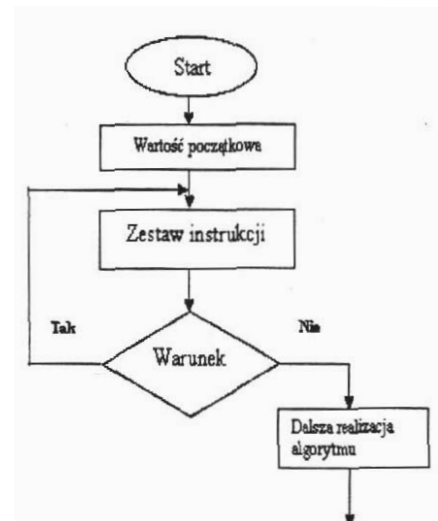 Start
Wartość początkowa
Zestaw instrukcji
Tak
Nie
Warunek
Dalsza realizacja
algorytmu